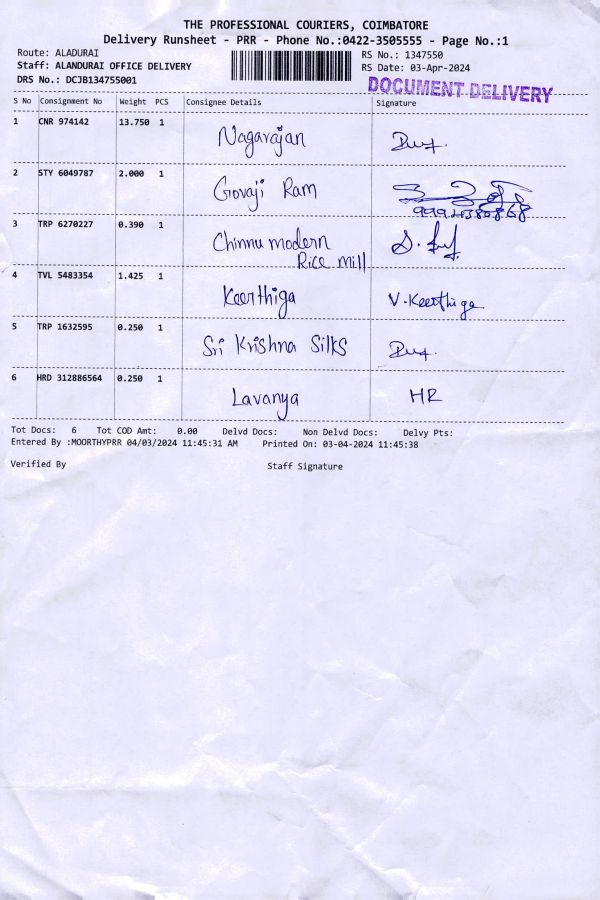 THE PROFESSIONAL COURIERS, COIMBATORE
Delivery Runsheet - PRR - Phone No.:0422-3505555 - Page No.:1
Route: ALADURAI RS No.: 1347550
Staff: ALANDURAI OFFICE DELIVERY RS Date: 03-Apr-2024
DRS No.: DCJB134755001 DOCUMENT DELIVERY
S No Consignment No Weight PCS Consignee Details Signature
1 CNR 974142 13.750 1 Nagarajan
2 STY 6049787 2.000 1 Govaji Ram
3 TRP 6270227 0.390 1 Chinnu modern
Rice mill
4 TVL 5483354 1.425 1 Keerthiga V.Keerthiga
5 TRP 1632595 0.250 1 Sri Krishna Silks
6 HRD 312886564 0.250 1 Lavanya HR
Tot Docs: 6 Tot COD Amt: 0.00 Delvd Docs: Non Delvd Docs: Delvy Pts:
Entered By :MOORTHYPRR 04/03/2024 11:45:31 AM Printed On: 03-04-2024 11:45:38
Verified By Staff Signature